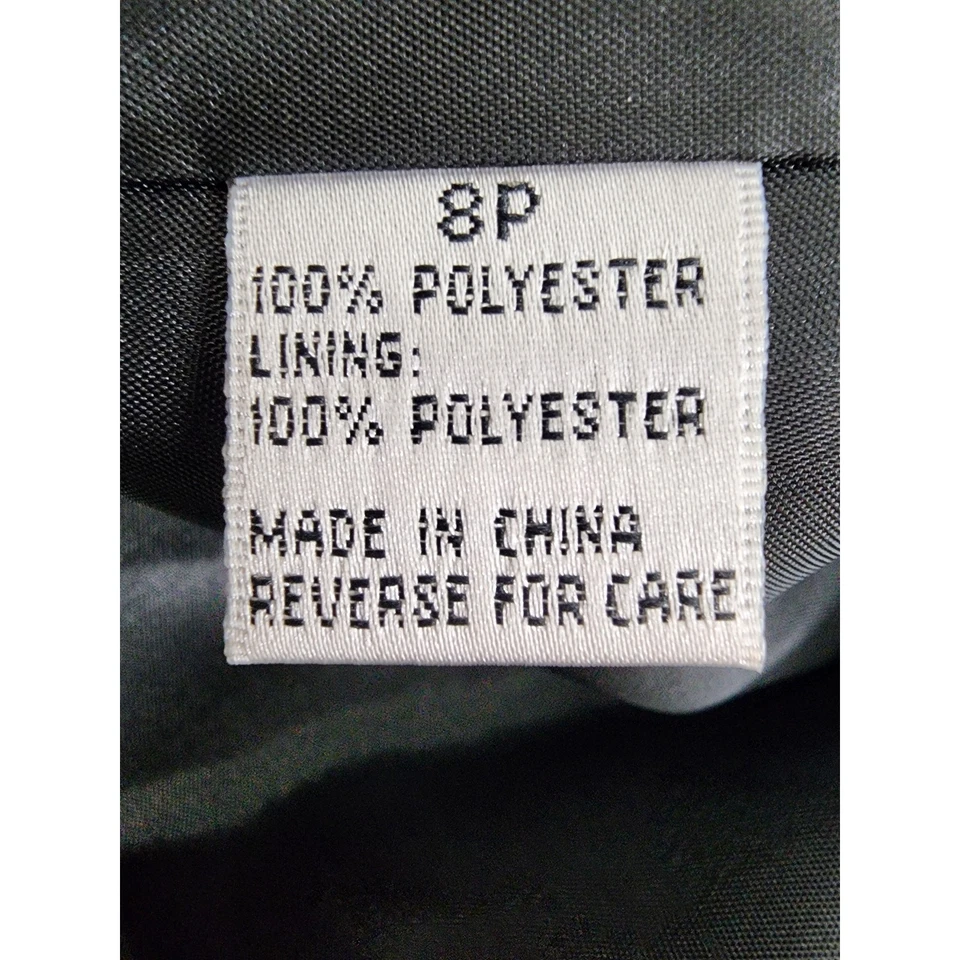 8P
100% POLYESTER
LINING:
100% POLYESTER
MADE IN CHINA
REVERSE FOR CARE